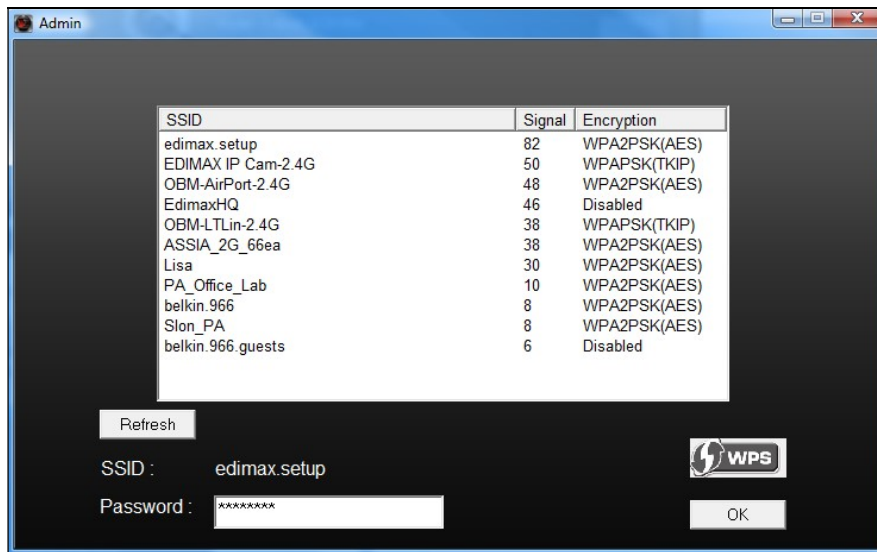 Admin
SSID Signal Encryption
edimax.setup 82 WPA2PSK(AES)
EDIMAX IP Cam-2.4G 50 WPAPSK(TKIP)
OBM-AirPort-2.4G 48 WPA2PSK(AES)
EdimaxHQ 46 Disabled
OBM-LTLin-2.4G 38 WPAPSK(TKIP)
ASSIA_2G_66ea 38 WPA2PSK(AES)
Lisa 30 WPA2PSK(AES)
PA_Office_Lab 10 WPA2PSK(AES)
belkin.966 8 WPA2PSK(AES)
Slon_PA 8 WPA2PSK(AES)
belkin.966.guests 6 Disabled
Refresh
SSID : edimax.setup
WPS
Password : ********
OK